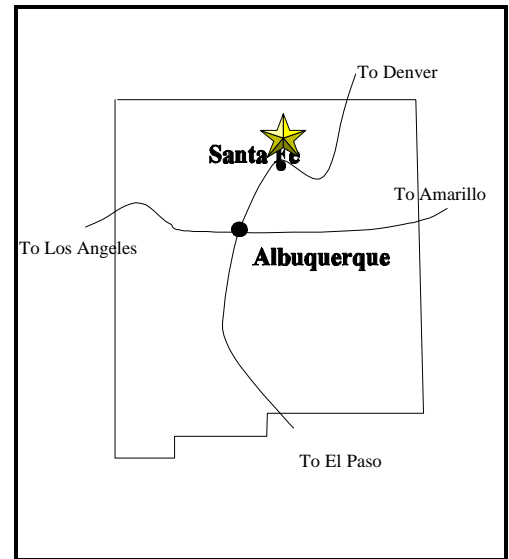 To Denver
Santa Fe
To Amarillo
To Los Angeles
Albuquerque
To El Paso